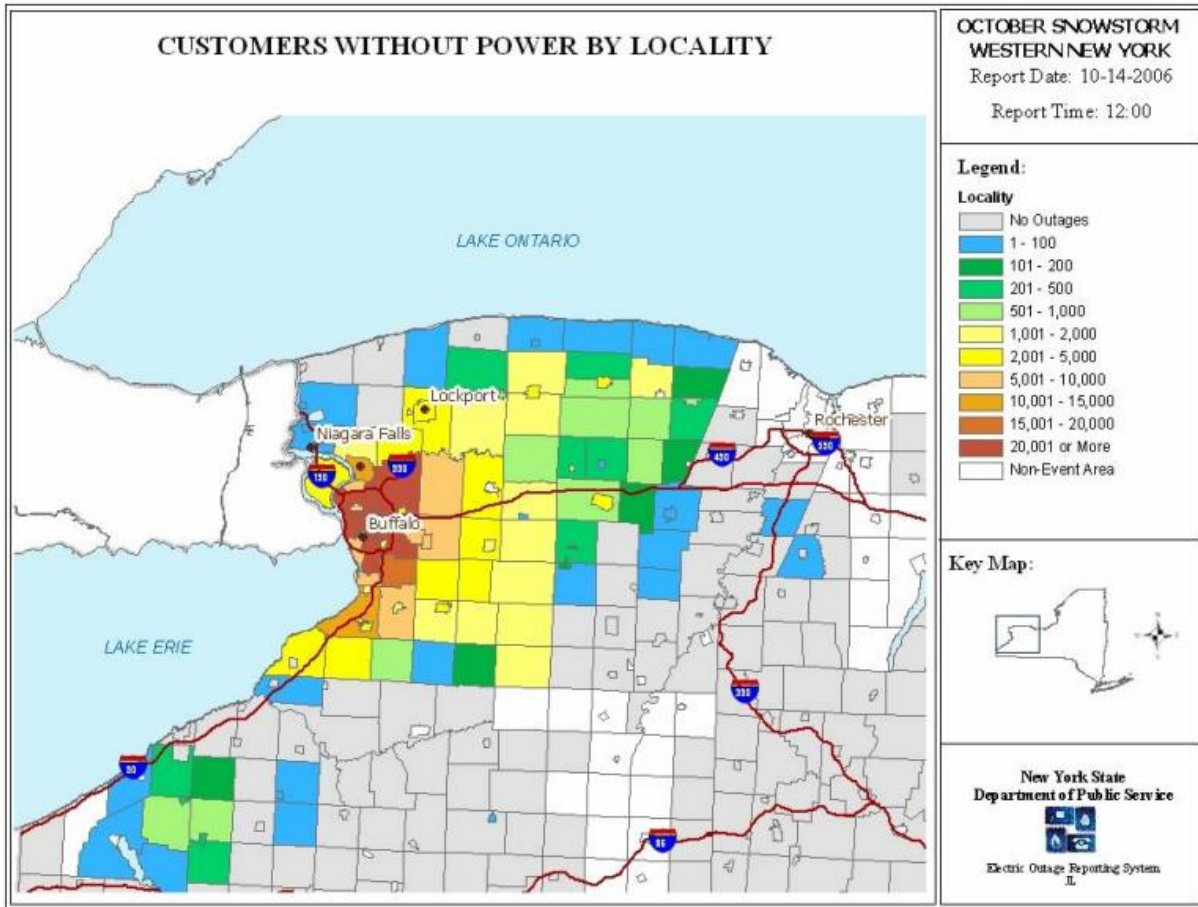 CUSTOMERS WITHOUT POWER BY LOCALITY
OCTOBER SNOWSTORM
WESTERN NEW YORK
Report Date: 10-14-2006
Report Time: 12:00
Legend:
Locality
No Outages
1 - 100
101 - 200
201 - 500
501 - 1,000
1,001 - 2,000
2,001 - 5,000
5,001 - 10,000
10,001 - 15,000
15,001 - 20,000
20,001 or More
Non-Event Area
LAKE ONTARIO
Lockport
Niagara Falls
Rochester
Buffalo
190
990
490
590
LAKE ERIE
390
90
86
Key Map:
New York State
Department of Public Service
Electric Outage Reporting System
JL